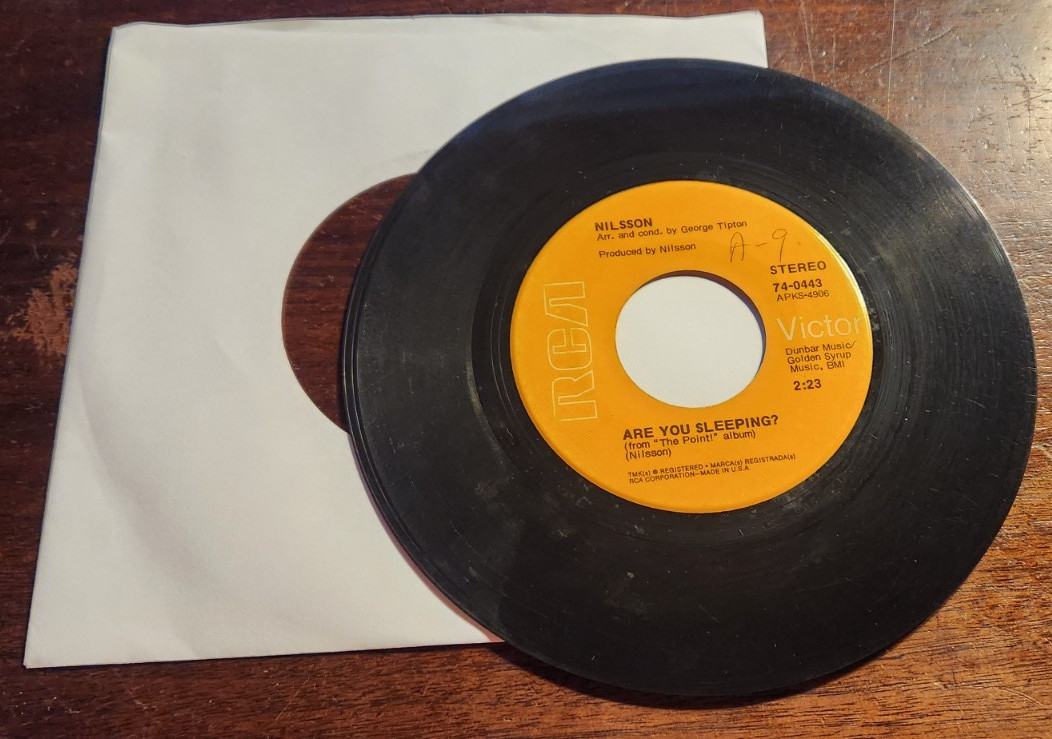 NILSSON
Arr. and cond. by George Tipton
Produced by Nilsson
A-9
STEREO
74-0443
APKS-4906
RCA
Victor
Dunbar Music/
Golden Syrup
Music, BMI
2:23
ARE YOU SLEEPING?
(from "The Point!" album)
(Nilsson)
TMK(s) ® REGISTERED • MARCA(s) REGISTRADA(s)
RCA CORPORATION—MADE IN U.S.A